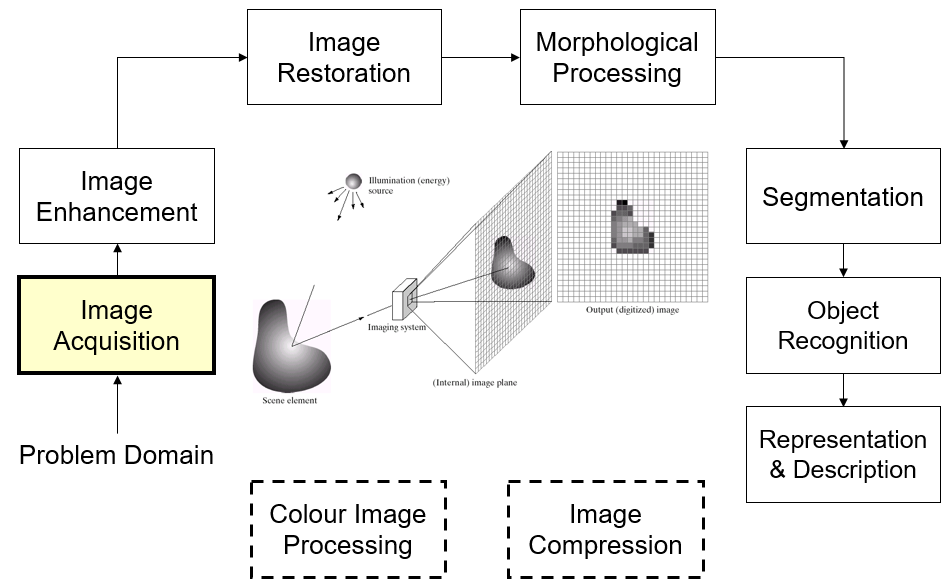 Image
Restoration
Morphological
Processing
Image
Enhancement
Illumination (energy)
source
Segmentation
Image
Acquisition
Imaging system
Output (digitized) image
Object
Recognition
(Internal) image plane
Scene element
Problem Domain
Representation
& Description
Colour Image
Processing
Image
Compression